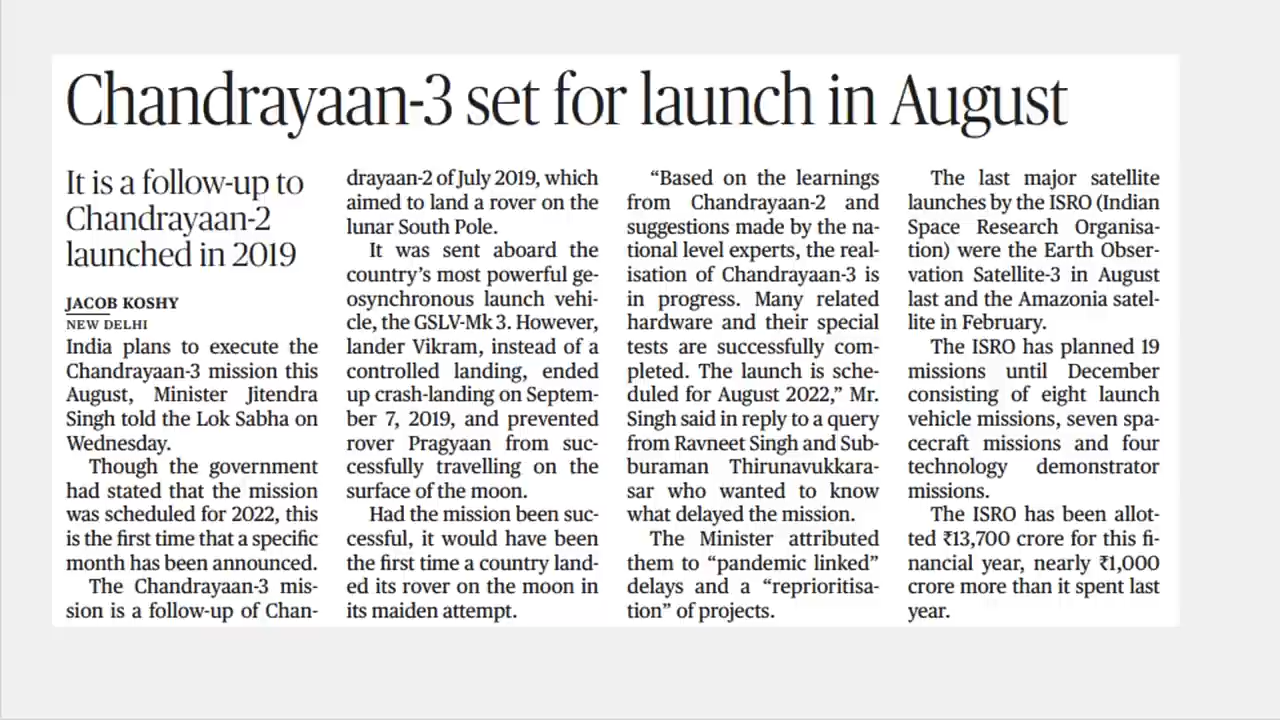 Chandrayaan-3 set for launch in August
It is a follow-up to
Chandrayaan-2
launched in 2019
JACOB KOSHY
NEW DELHI
India plans to execute the
Chandrayaan-3 mission this
August, Minister Jitendra
Singh told the Lok Sabha on
Wednesday.
Though the government
had stated that the mission
was scheduled for 2022, this
is the first time that a specific
month has been announced.
The Chandrayaan-3 mis-
sion is a follow-up of Chan-
drayaan-2 of July 2019, which
aimed to land a rover on the
lunar South Pole.
It was sent aboard the
country's most powerful ge-
osynchronous launch vehi-
cle, the GSLV-Mk 3. However,
lander Vikram, instead of a
controlled landing, ended
up crash-landing on Septem-
ber 7, 2019, and prevented
rover Pragyaan from suc-
cessfully travelling on the
surface of the moon.
Had the mission been suc-
cessful, it would have been
the first time a country land-
ed its rover on the moon in
its maiden attempt.
“Based on the learnings
from Chandrayaan-2 and
suggestions made by the na-
tional level experts, the real-
isation of Chandrayaan-3 is
in progress. Many related
hardware and their special
tests are successfully com-
pleted. The launch is sche-
duled for August 2022,” Mr.
Singh said in reply to a query
from Ravneet Singh and Sub-
buraman Thirunavukkara-
sar who wanted to know
what delayed the mission.
The Minister attributed
them to “pandemic linked”
delays and a “reprioritisa-
tion” of projects.
The last major satellite
launches by the ISRO (Indian
Space Research Organisa-
tion) were the Earth Obser-
vation Satellite-3 in August
last and the Amazonia satel-
lite in February.
The ISRO has planned 19
missions until December
consisting of eight launch
vehicle missions, seven spa-
cecraft missions and four
technology demonstrator
missions.
The ISRO has been allot-
ted ₹13,700 crore for this fi-
nancial year, nearly ₹1,000
crore more than it spent last
year.